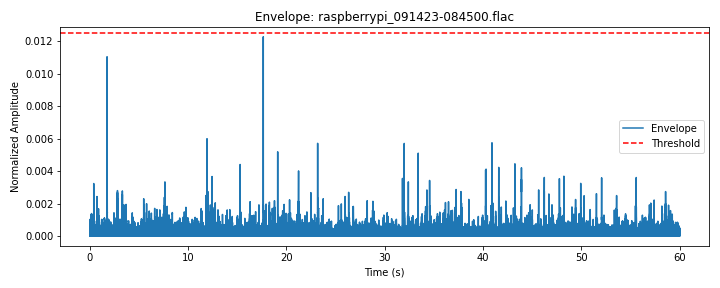 Envelope: raspberrypi_091423-084500.flac
Normalized Amplitude
0.012
0.010
0.008
0.006
0.004
0.002
0.000
Envelope
Threshold
0 10 20 30 40 50 60
Time (s)